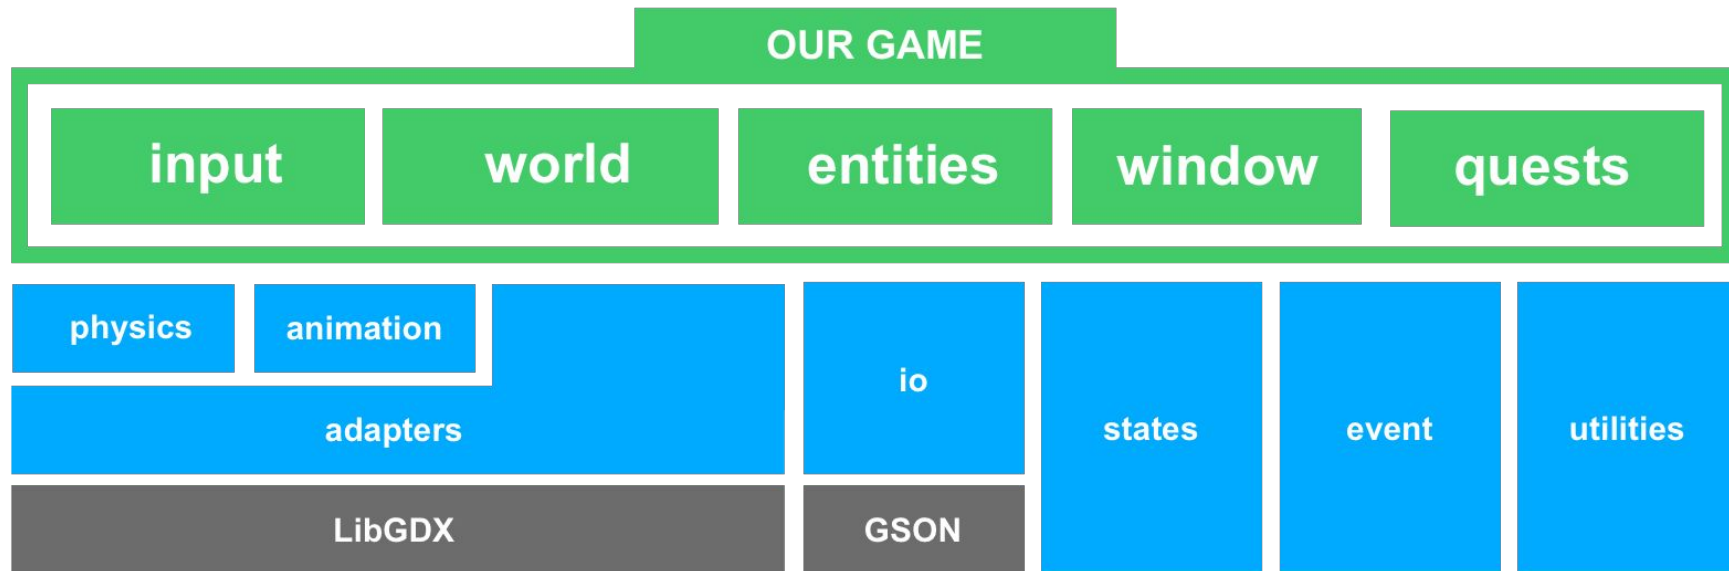 OUR GAME
input
world
entities
window
quests
physics
animation
adapters
io
states
event
utilities
LibGDX
GSON